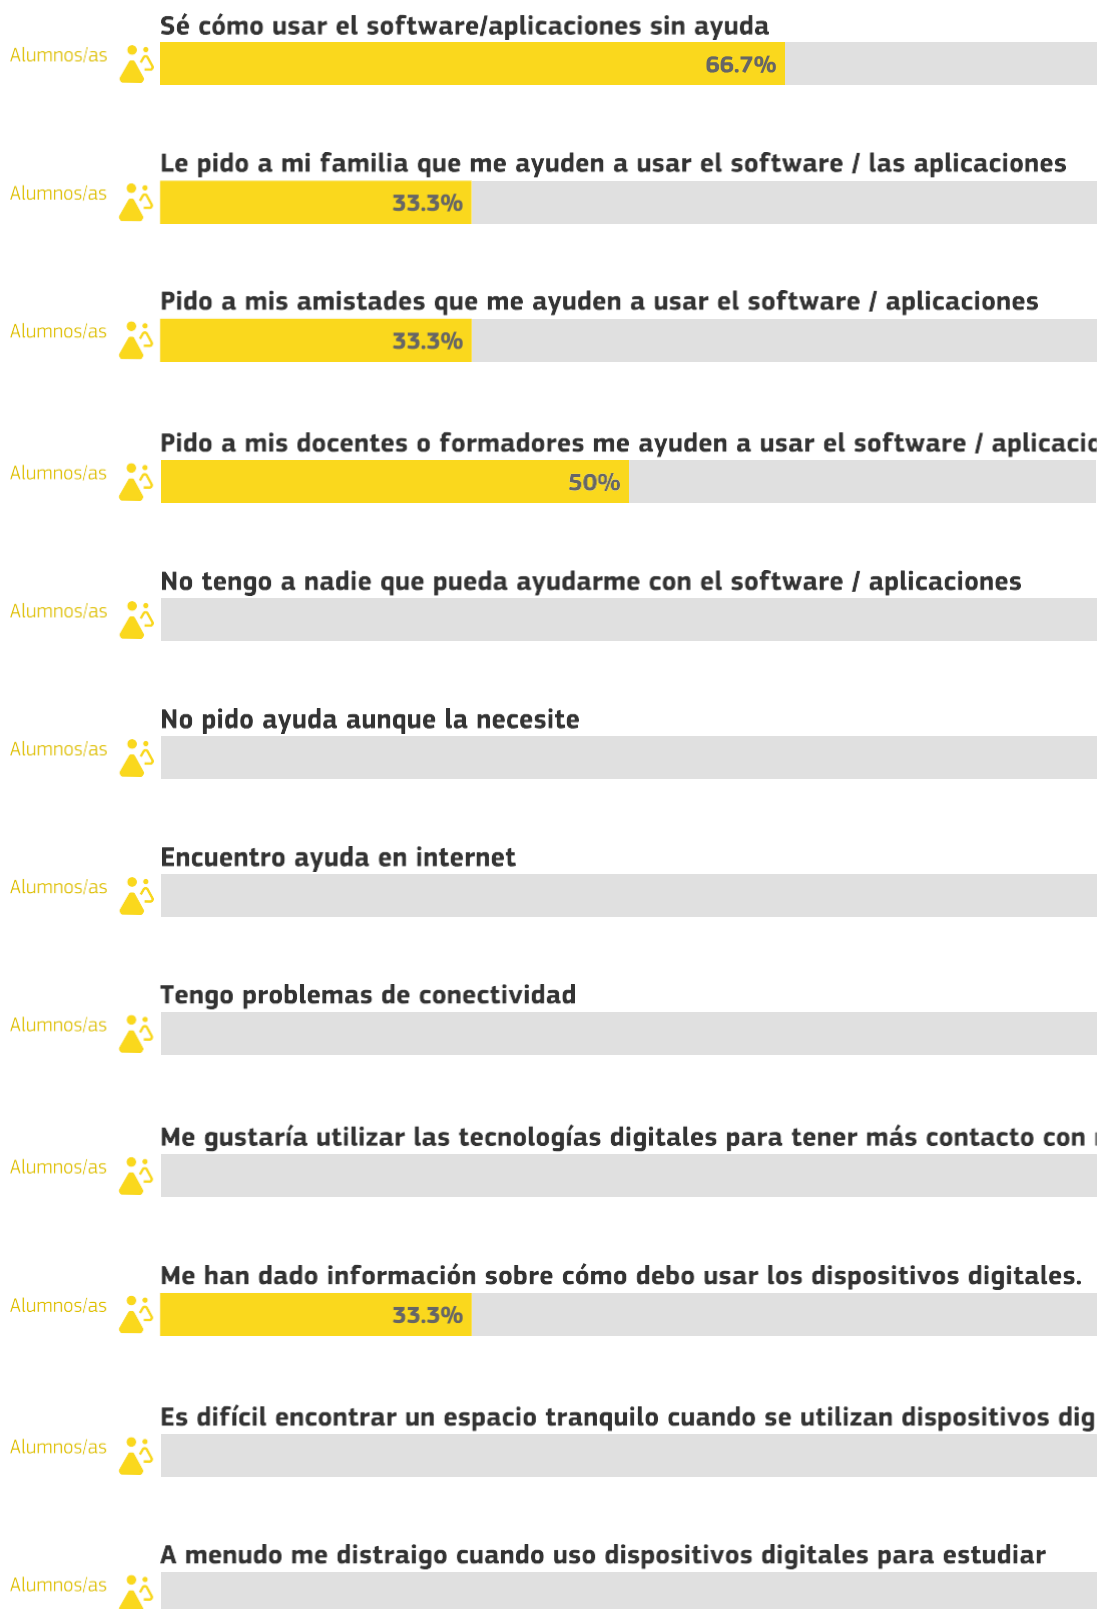 Sé cómo usar el software/aplicaciones sin ayuda
Alumnos/as
66.7%
Le pido a mi familia que me ayuden a usar el software / las aplicaciones
Alumnos/as
33.3%
Pido a mis amistades que me ayuden a usar el software / aplicaciones
Alumnos/as
33.3%
Pido a mis docentes o formadores me ayuden a usar el software /
Alumnos/as
50%
No tengo a nadie que pueda ayudarme con el software / aplicaciones
Alumnos/as
No pido ayuda aunque la necesite
Alumnos/as
Encuentro ayuda en internet
Alumnos/as
Tengo problemas de conectividad
Alumnos/as
Me gustaría utilizar las tecnologías digitales para tener más contacto con
Alumnos/as
Me han dado información sobre cómo debo usar los dispositivos digitales.
Alumnos/as
33.3%
Es difícil encontrar un espacio tranquilo cuando se utilizan dispositivos
Alumnos/as
A menudo me distraigo cuando uso dispositivos digitales para estudiar
Alumnos/as